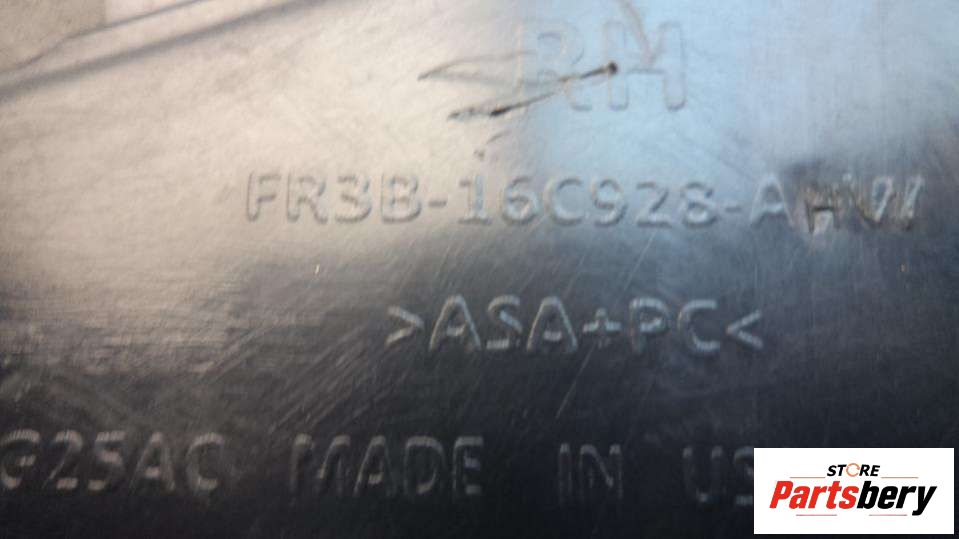 RH
FR3B-16C928-AHW
>ASA+PC<
G25AC MADE IN US
STORE
Partsbery